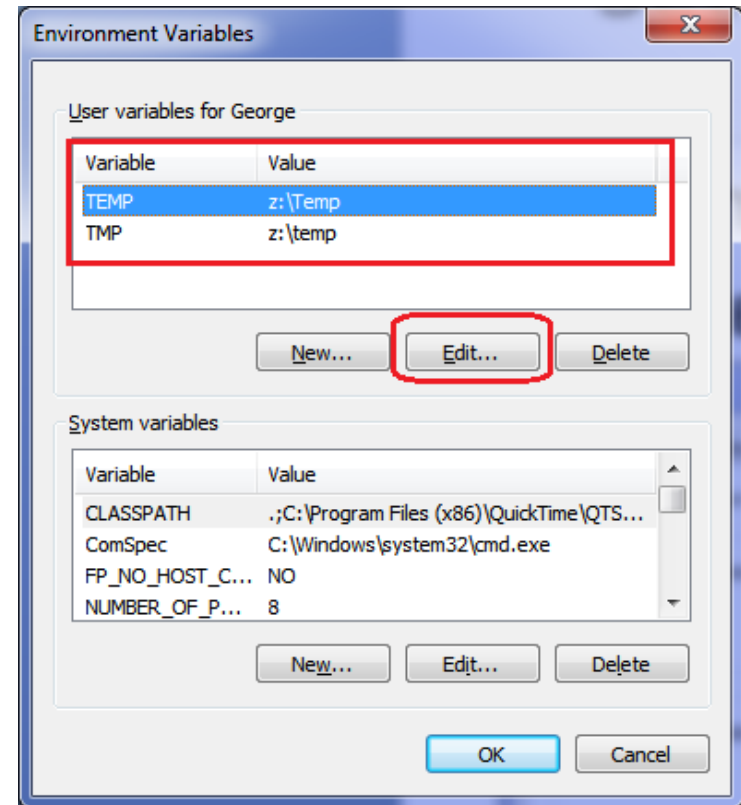 Environment Variables
X
User variables for George
Variable Value
TEMP z:\Temp
TMP z:\temp
New... Edit... Delete
System variables
Variable Value
CLASSPATH .;C:\Program Files (x86)\QuickTime\QTS...
ComSpec C:\Windows\system32\cmd.exe
FP_NO_HOST_C... NO
NUMBER_OF_P... 8
New... Edit... Delete
OK Cancel